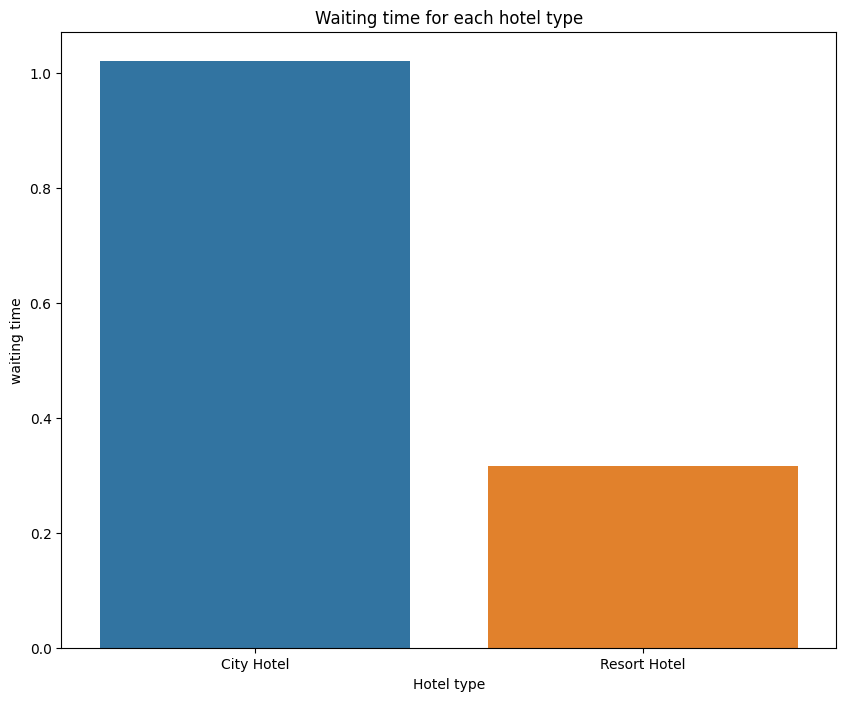 Waiting time for each hotel type
1.0
0.8
0.6
0.4
0.2
0.0
waiting time
City Hotel
Resort Hotel
Hotel type